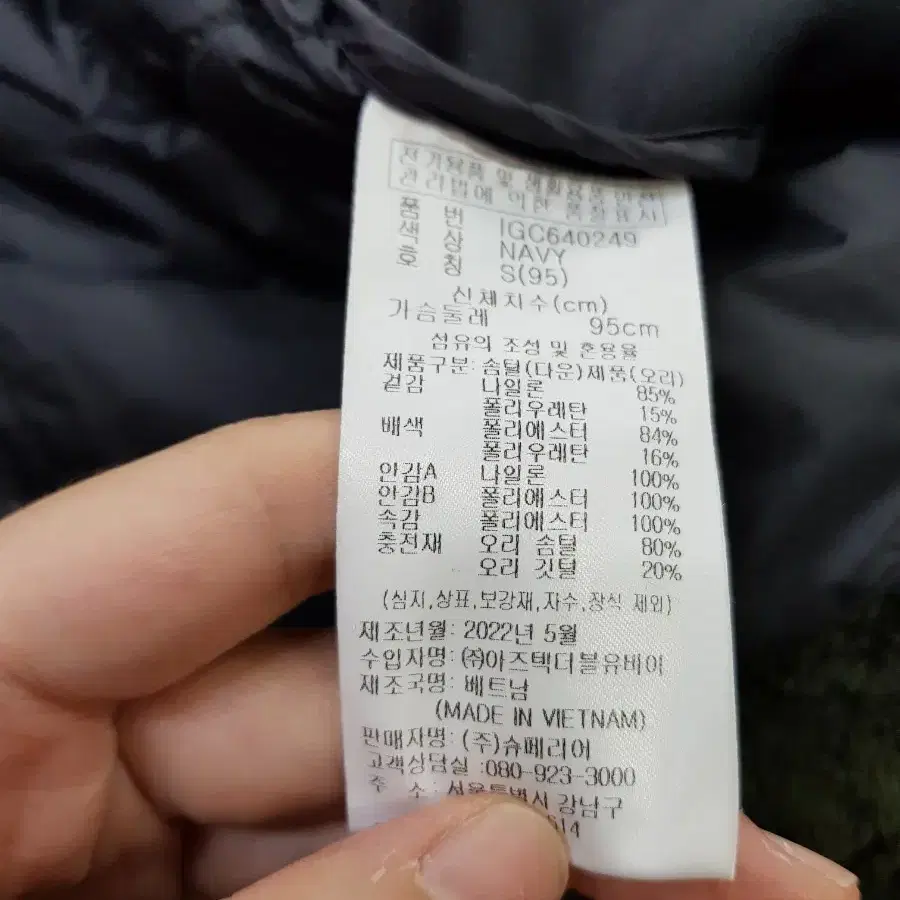 전기용품 및 생활용품 안전
관리법에 의한 품질표시
품 번 IGC640249
색 상 NAVY
호 칭 S(95)
신체치수(cm)
가슴둘레 95cm
섬유의 조성 및 혼용율
제품구분: 솜털(다운)제품(오리)
겉감 나일론 85%
폴리우레탄 15%
배색 폴리에스터 84%
폴리우레탄 16%
안감A 나일론 100%
안감B 폴리에스터 100%
속감 폴리에스터 100%
충전재 오리 솜털 80%
오리 깃털 20%
(심지,상표,보강재,자수,장식 제외)
제조년월: 2022년 5월
수입자명: ㈜아즈텍더블유바이
제조국명: 베트남
(MADE IN VIETNAM)
판매자명: (주)슈페리어
고객상담실 :080-923-3000
주 소: 서울특별시 강남구